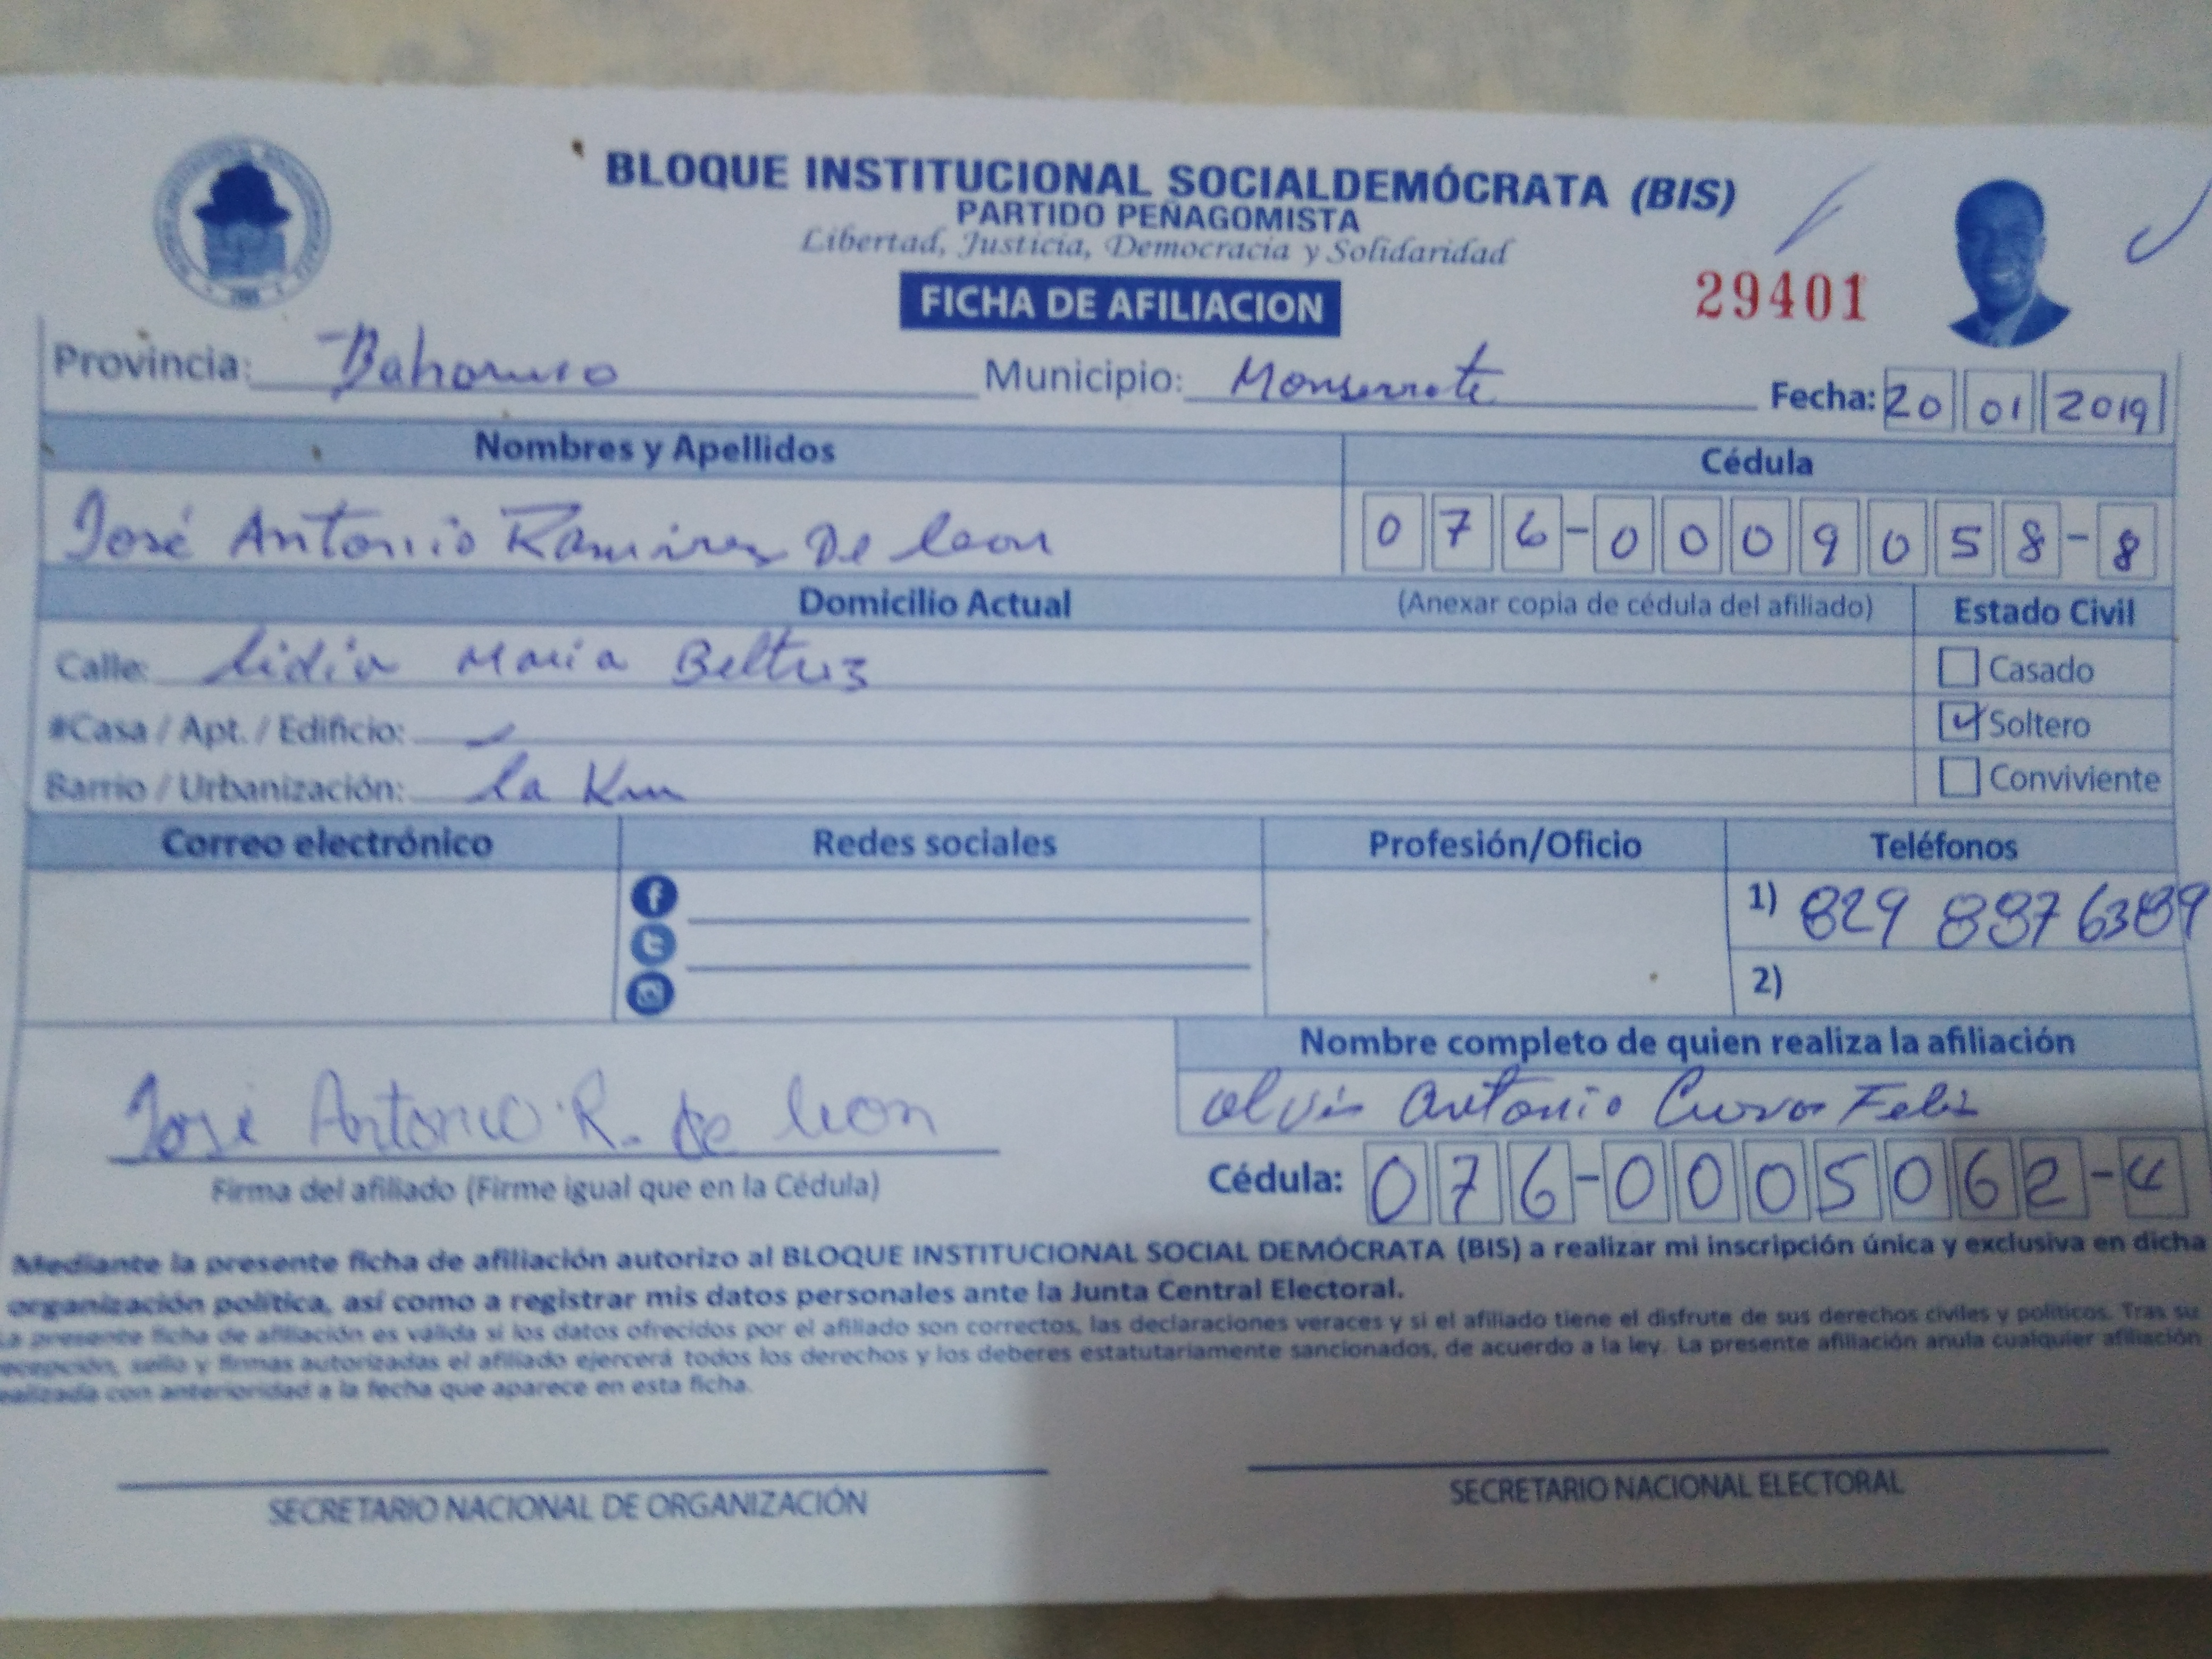 BLOQUE INSTITUCIONAL SOCIALDEMÓCRATA (BIS)
PARTIDO PEÑAGOMISTA
Libertad, Justicia, Democracia y Solidaridad
FICHA DE AFILIACION
29401
Provincia: Bahoruco Municipio: Monserrate Fecha: 20 01 2019
Nombres y Apellidos Cédula
José Antonio Ramirez De leon 076-0009058-8
Domicilio Actual (Anexar copia de cédula del afiliado) Estado Civil
Calle: lidia Maria Casado
#Casa / Apt. / Edificio: Soltero
Barrio / Urbanización: la Conviviente
Correo electrónico Redes sociales Profesión/Oficio Teléfonos
1) 829 887 6389
2)
Nombre completo de quien realiza la afiliación
José Antonio R. de leon
Antonio Feliz
Firma del afiliado (Firme igual que en la Cédula)
Cédula: 076-0005062-4
Mediante la presente ficha de afiliación autorizo al BLOQUE INSTITUCIONAL SOCIAL DEMÓCRATA (BIS) a realizar mi inscripción única y exclusiva en dicha
organización política, así como a registrar mis datos personales ante la Junta Central Electoral.
La presente ficha de afiliación es válida si los datos ofrecidos por el afiliado son correctos, las declaraciones veraces y si el afiliado tiene el disfrute de sus derechos civiles y políticos. Tras su
recepción, sello y firmas autorizadas el afiliado ejercerá todos los derechos y los deberes estatutariamente sancionados, de acuerdo a la ley. La presente afiliación anula cualquier afiliación
realizada con anterioridad a la fecha que aparece en esta ficha.
SECRETARIO NACIONAL DE ORGANIZACIÓN SECRETARIO NACIONAL ELECTORAL